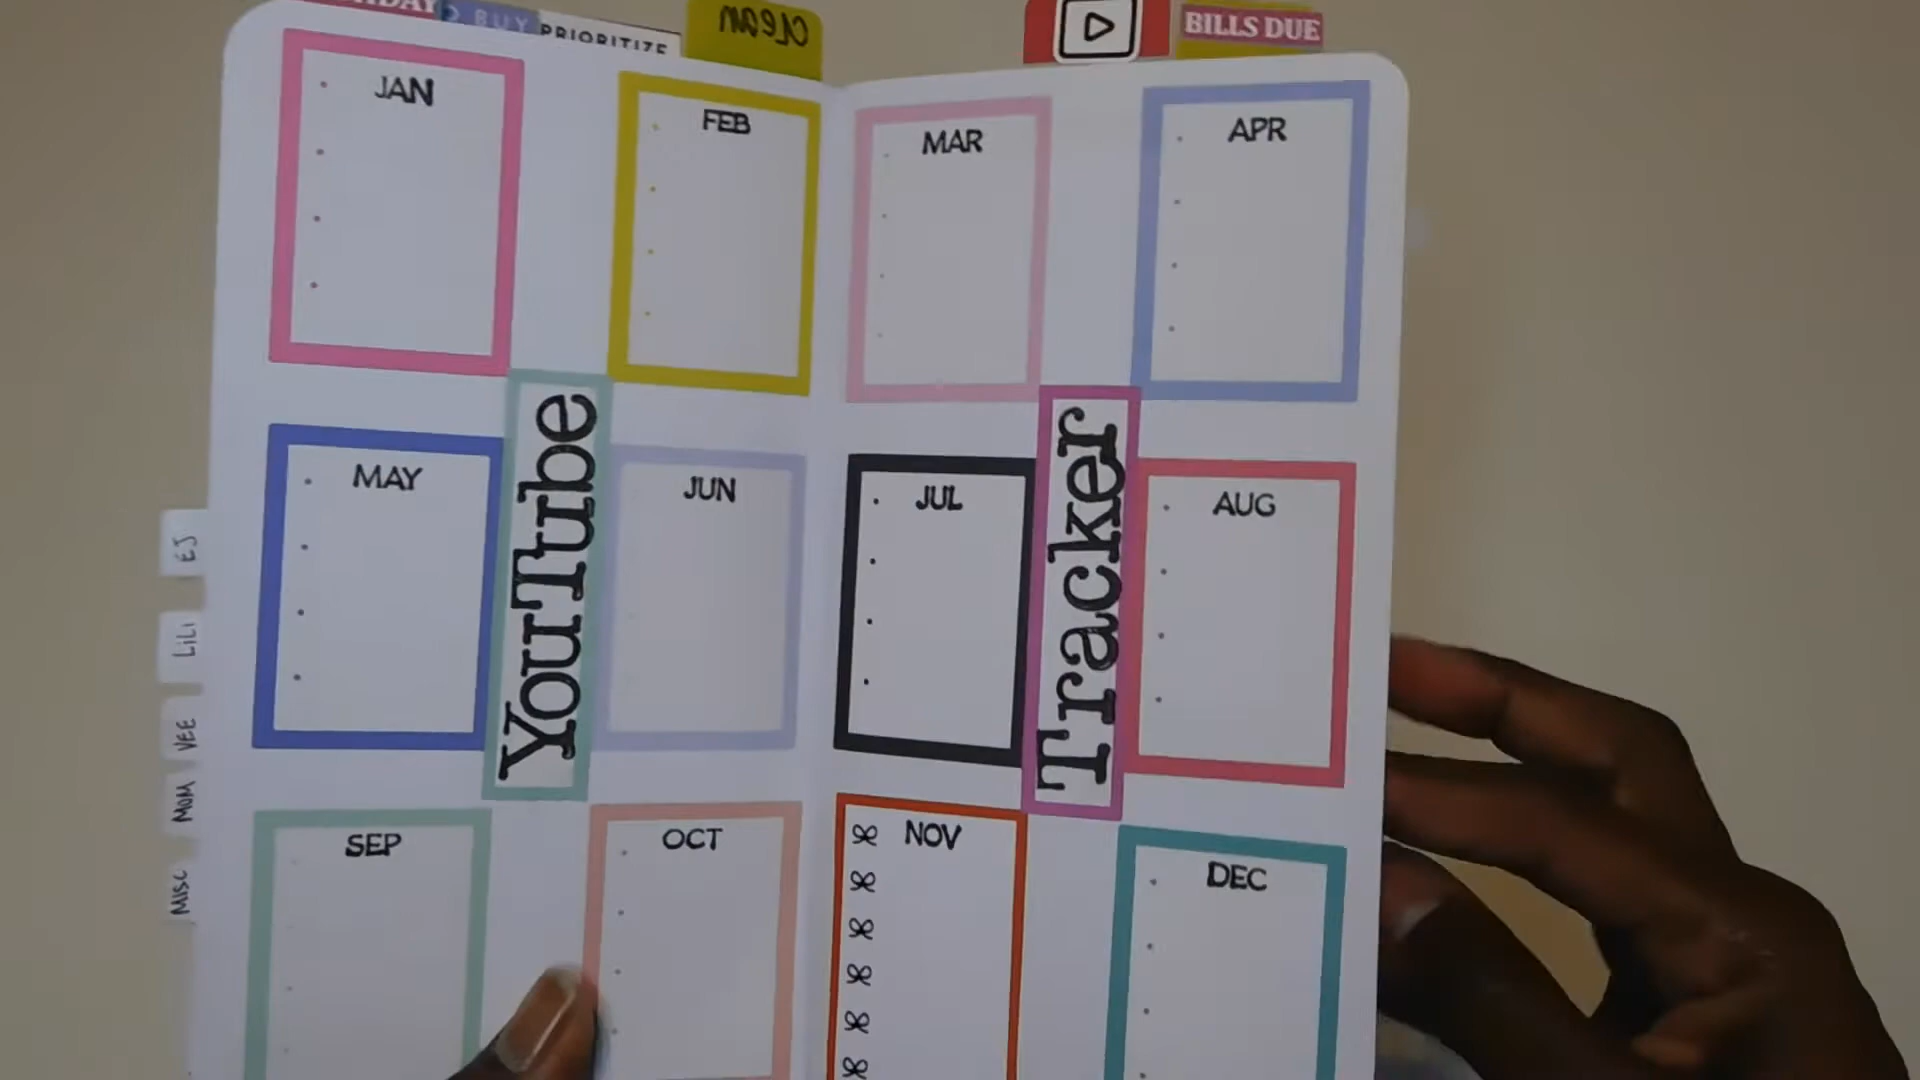 BUY
PRIORITIZE
CLEAN
BILLS DUE
JAN
FEB
MAR
APR
YouTube
Tracker
MAY
JUN
JUL
AUG
SEP
OCT
NOV
DEC
EJ
LiLi
VEE
MOM
MISC